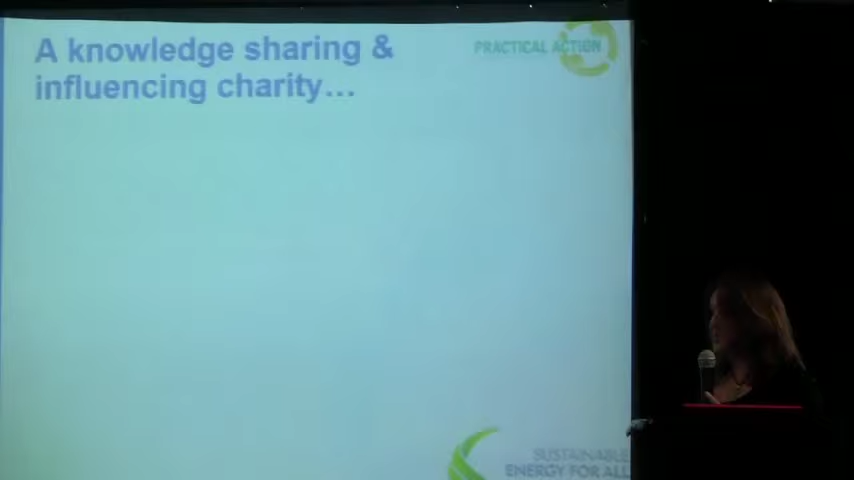 A knowledge sharing &
influencing charity...
PRACTICAL ACTION
SUSTAINABLE
ENERGY FOR ALL